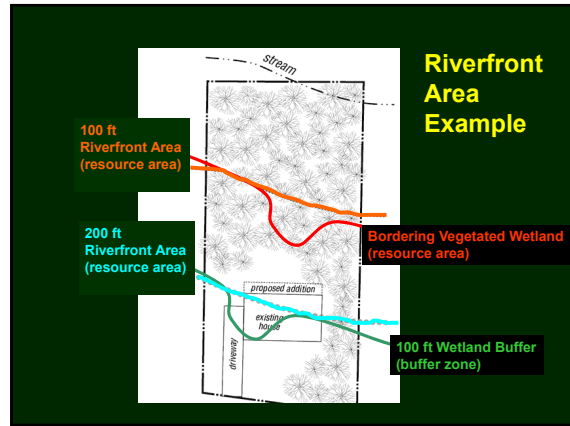 stream
Riverfront
Area
Example
100 ft
Riverfront Area
(resource area)
200 ft
Riverfront Area
(resource area)
Bordering Vegetated Wetland
(resource area)
proposed addition
existing
house
driveway
100 ft Wetland Buffer
(buffer zone)